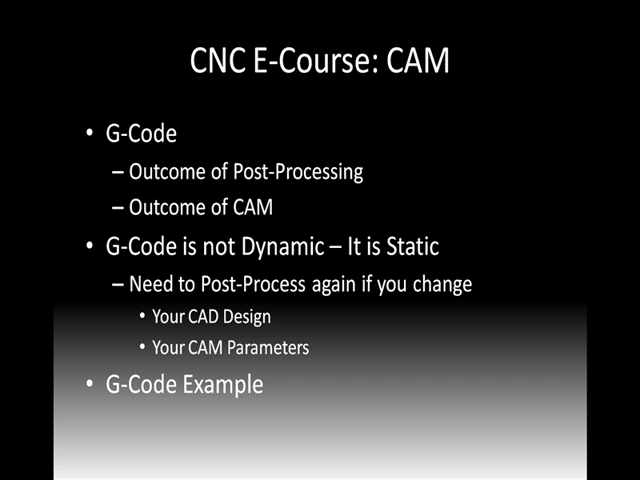 CNC E-Course: CAM
• G-Code
– Outcome of Post-Processing
– Outcome of CAM
• G-Code is not Dynamic – It is Static
– Need to Post-Process again if you change
• Your CAD Design
• Your CAM Parameters
• G-Code Example